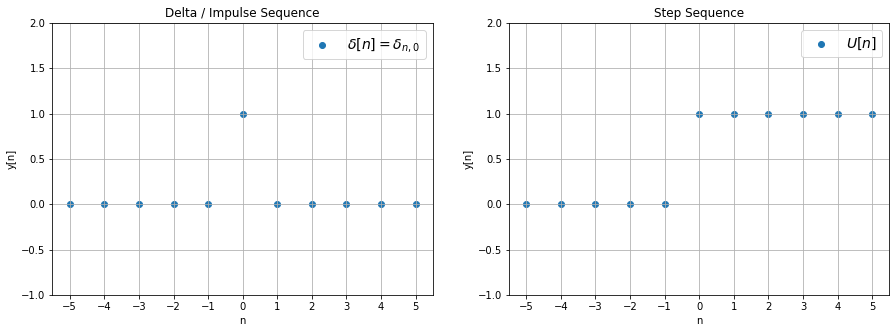 Delta / Impulse Sequence
δ[n] = δn,0
2.0
1.5
1.0
0.5
0.0
−0.5
−1.0
y[n]
−5 −4 −3 −2 −1 0 1 2 3 4 5
n
Step Sequence
U[n]
2.0
1.5
1.0
0.5
0.0
−0.5
−1.0
y[n]
−5 −4 −3 −2 −1 0 1 2 3 4 5
n